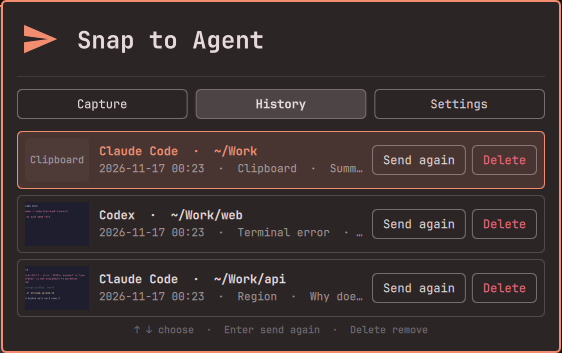 Snap to Agent
Capture
History
Settings
Clipboard
Claude Code · ~/Work
2026-11-17 00:23 · Clipboard · Summ…
Send again
Delete
Codex · ~/Work/web
2026-11-17 00:23 · Terminal error · …
Send again
Delete
Claude Code · ~/Work/api
2026-11-17 00:23 · Region · Why doe…
Send again
Delete
↑↓ choose · Enter send again · Delete remove